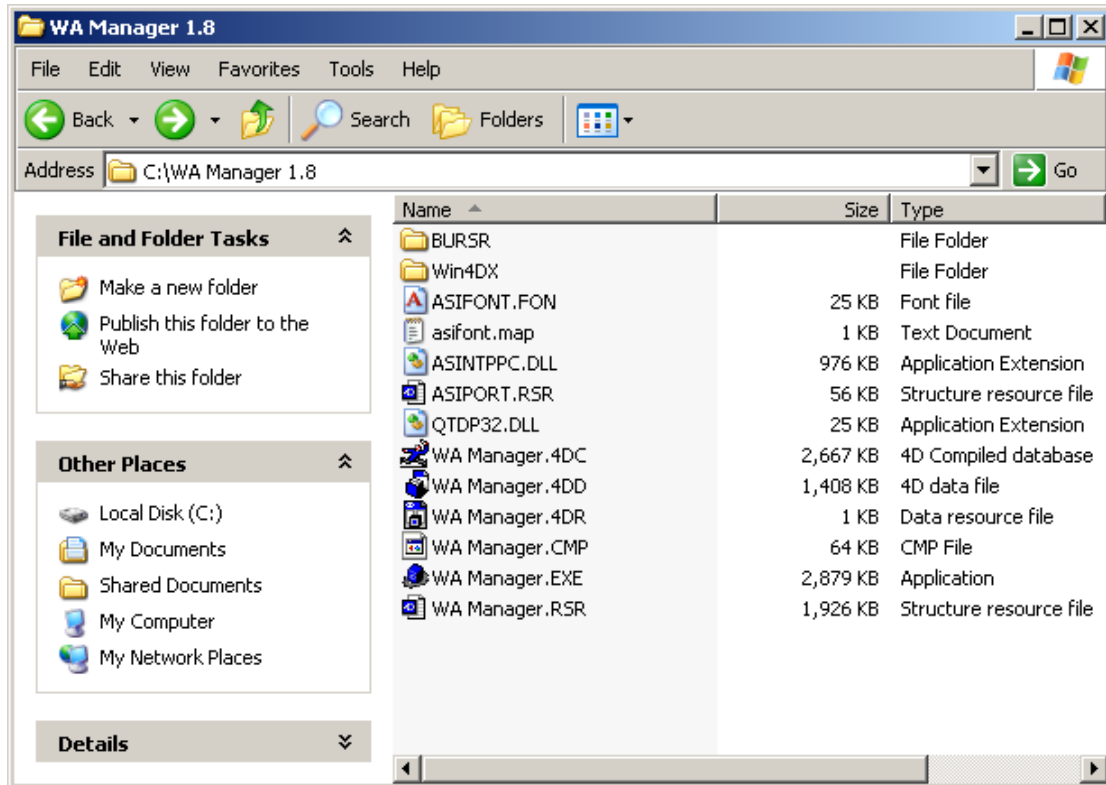 WA Manager 1.8
File Edit View Favorites Tools Help
Back Search Folders
Address C:\WA Manager 1.8 Go
File and Folder Tasks
Make a new folder
Publish this folder to the
Web
Share this folder
Other Places
Local Disk (C:)
My Documents
Shared Documents
My Computer
My Network Places
Details
Name Size Type
BURSR File Folder
Win4DX File Folder
ASIFONT.FON 25 KB Font file
asifont.map 1 KB Text Document
ASINTPPC.DLL 976 KB Application Extension
ASIPORT.RSR 56 KB Structure resource file
QTDP32.DLL 25 KB Application Extension
WA Manager.4DC 2,667 KB 4D Compiled database
WA Manager.4DD 1,408 KB 4D data file
WA Manager.4DR 1 KB Data resource file
WA Manager.CMP 64 KB CMP File
WA Manager.EXE 2,879 KB Application
WA Manager.RSR 1,926 KB Structure resource file